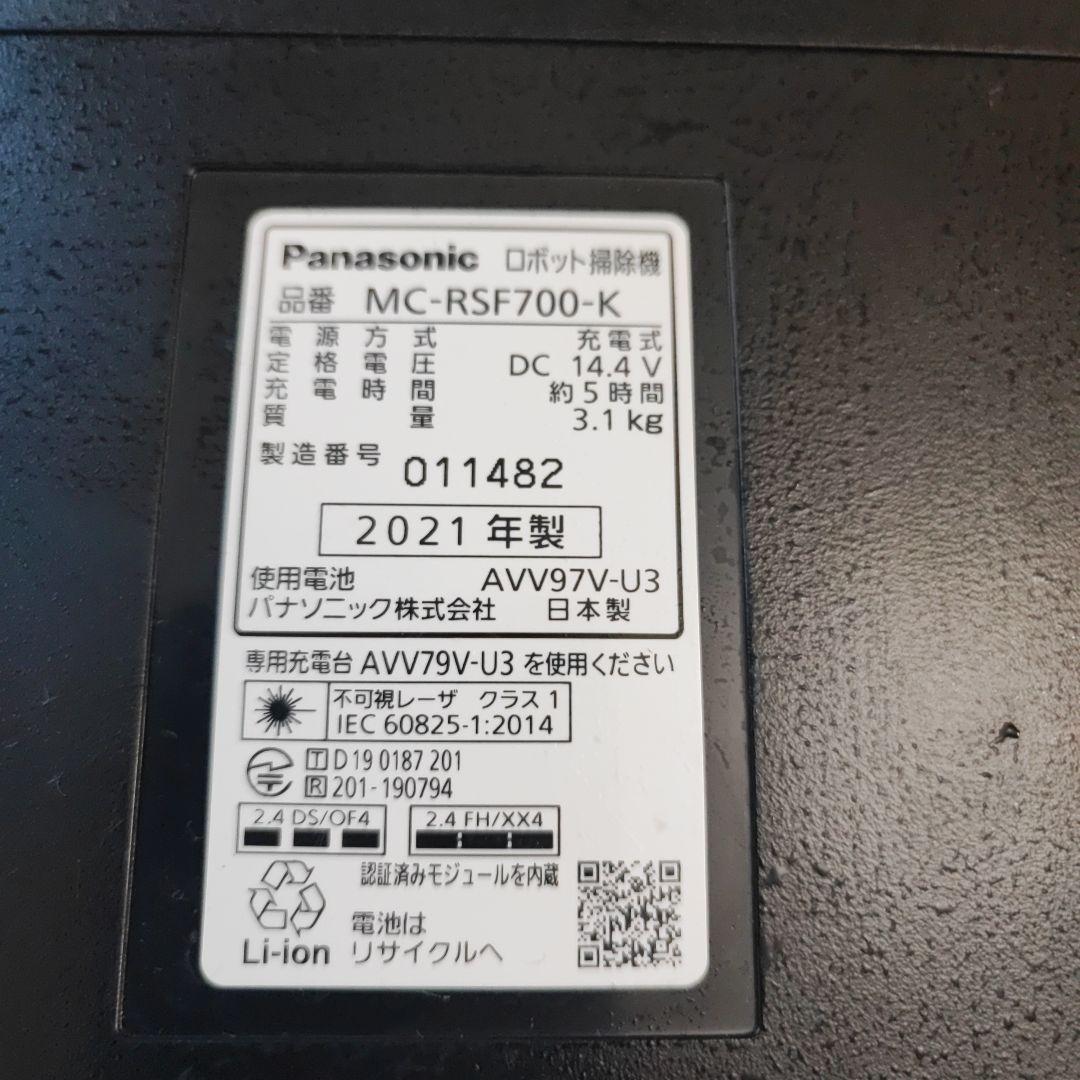 Panasonic ロボット掃除機
品番 MC-RSF700-K
電源方式 充電式
定格電圧 DC 14.4 V
充電時間 約5時間
質量 3.1 kg
製造番号 011482
2021年製
使用電池 AVV97V-U3
パナソニック株式会社 日本製
専用充電台 AVV79V-U3 を使用ください
不可視レーザ クラス1
IEC 60825-1:2014
T D 19 0187 201
R 201-190794
2.4 DS/OF4 2.4 FH/XX4
認証済みモジュールを内蔵
電池は
Li-ion リサイクルへ